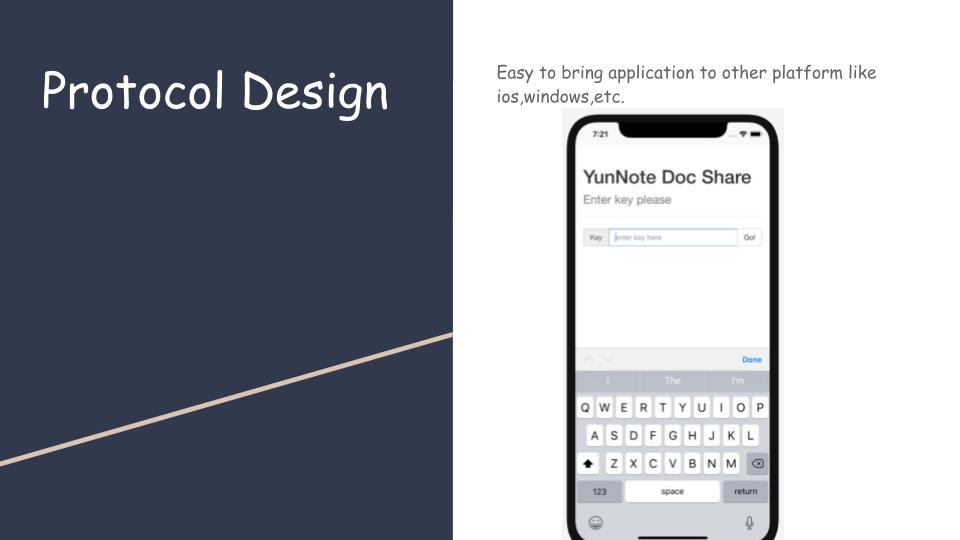 Protocol Design
Easy to bring application to other platform like
ios,windows,etc.
7:21
YunNote Doc Share
Enter key please
Key enter key here Go!
Done
I The I'm
Q W E R T Y U I O P
A S D F G H J K L
Z X C V B N M
123 space return